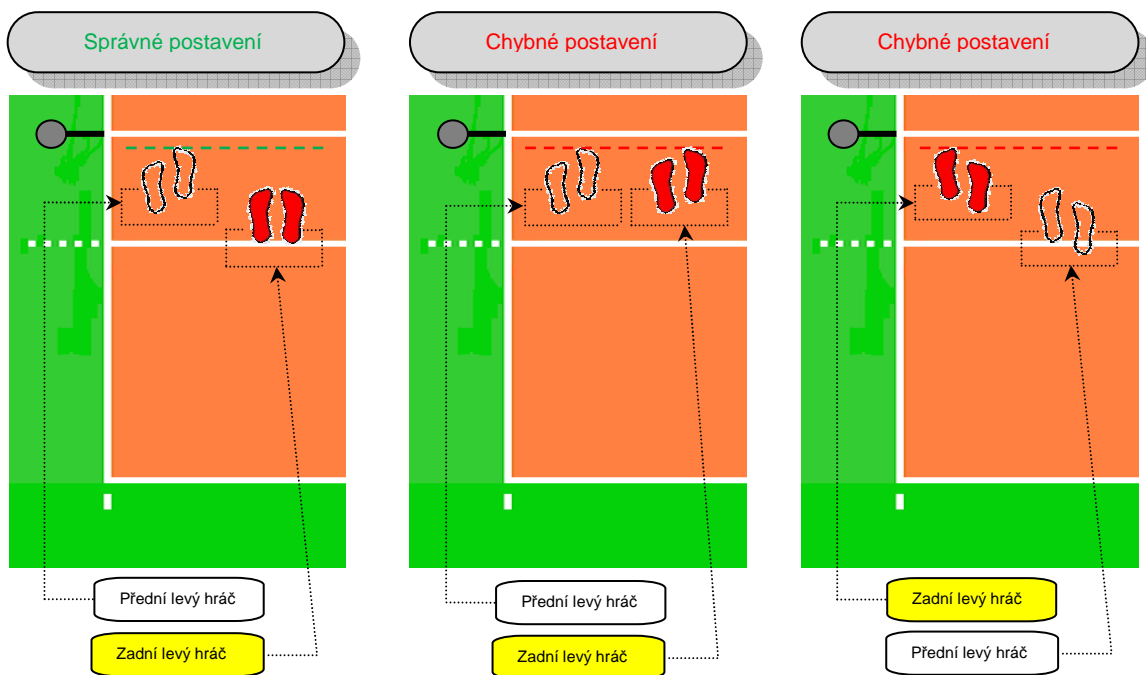 Správné postavení
Chybné postavení
Chybné postavení
Přední levý hráč
Zadní levý hráč
Přední levý hráč
Zadní levý hráč
Zadní levý hráč
Přední levý hráč